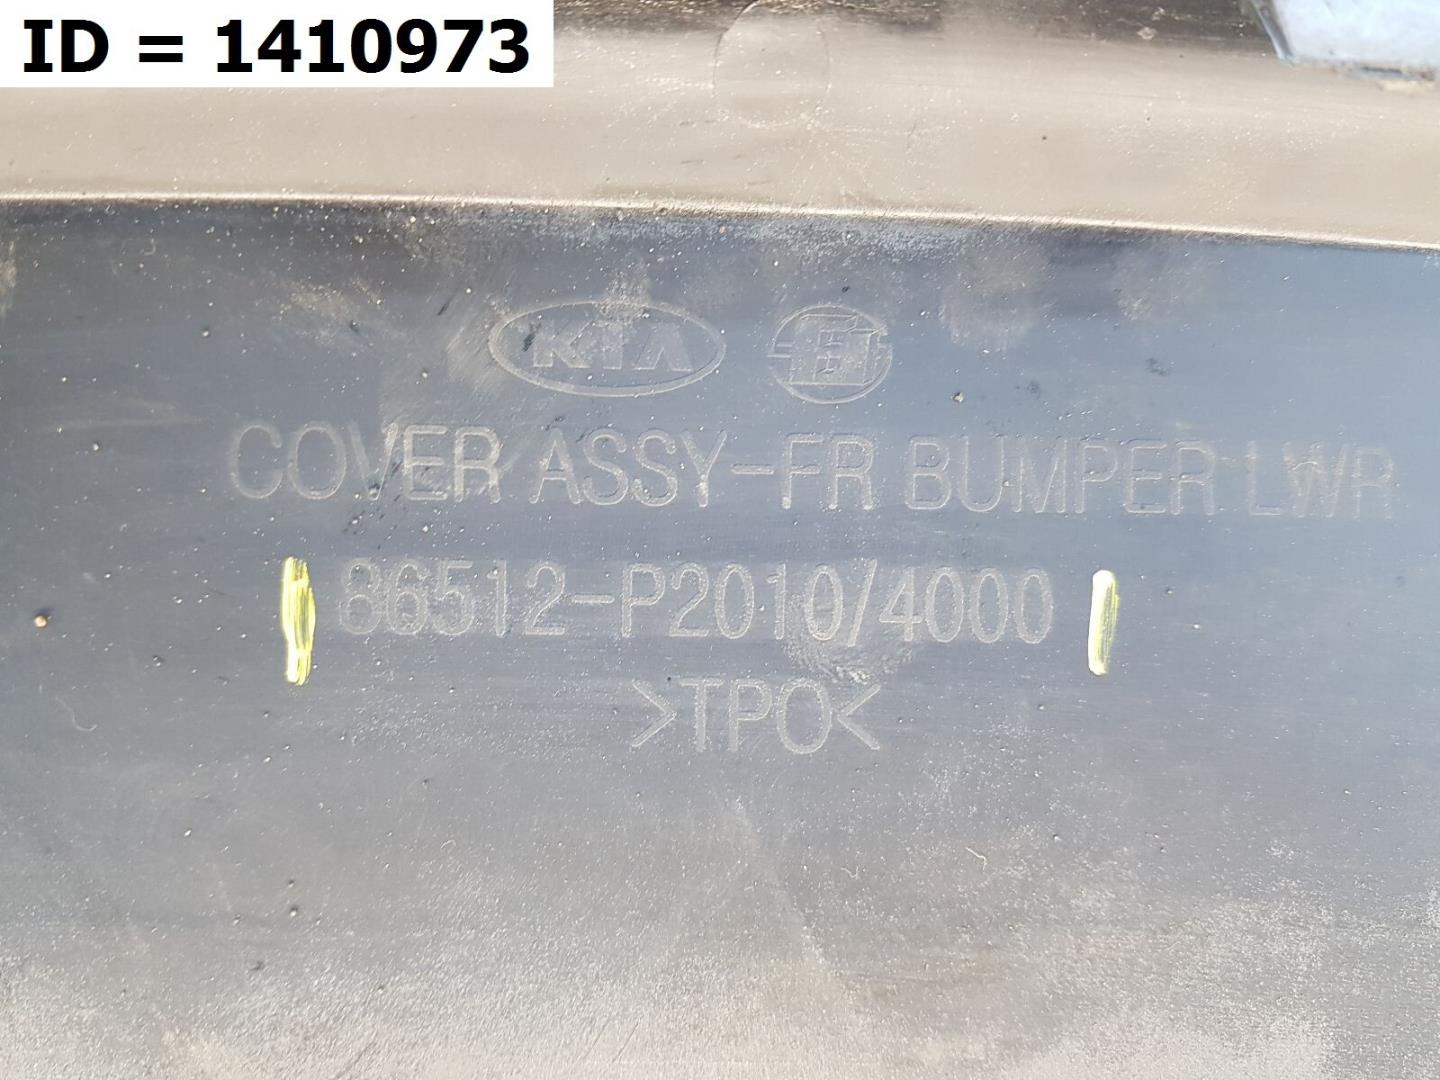 ID = 1410973
KIA
COVER ASSY-FR BUMPER LWR
86512-P2010/4000
>TPO<